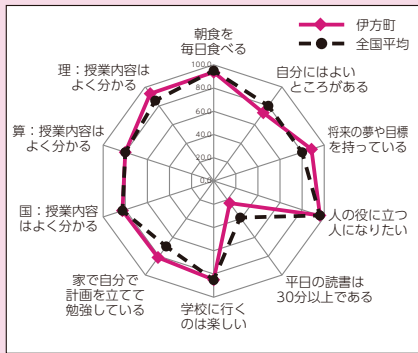 伊方町
全国平均
朝食を
毎日食べる
自分にはよい
ところがある
将来の夢や目標
を持っている
人の役に立つ
人になりたい
平日の読書は
30分以上である
学校に行く
のは楽しい
家で自分で
計画を立てて
勉強している
国：授業内容
はよく分かる
算：授業内容は
よく分かる
理：授業内容は
よく分かる
100.0
80.0
60.0
40.0
20.0
0.0